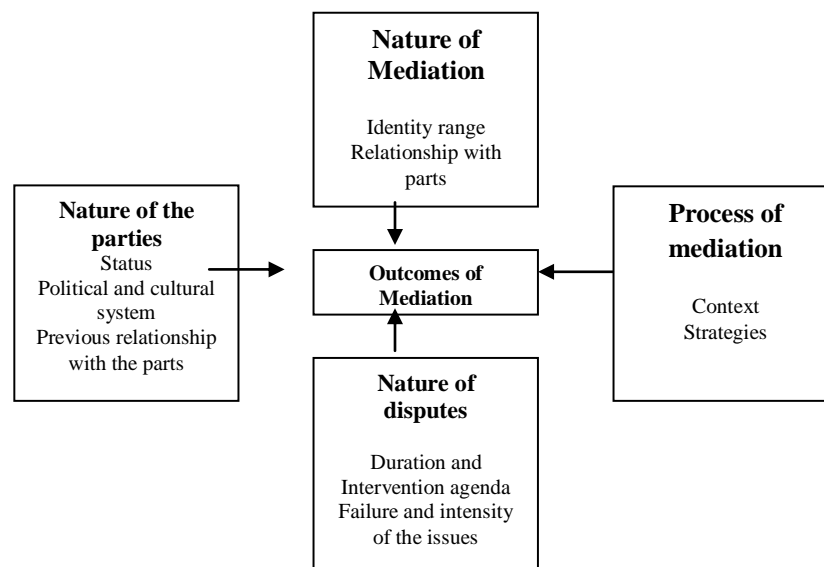 Nature of
Mediation
Identity range
Relationship with
parts
Nature of the
parties
Status
Political and cultural
system
Previous relationship
with the parts
Outcomes of
Mediation
Process of
mediation
Context
Strategies
Nature of
disputes
Duration and
Intervention agenda
Failure and intensity
of the issues